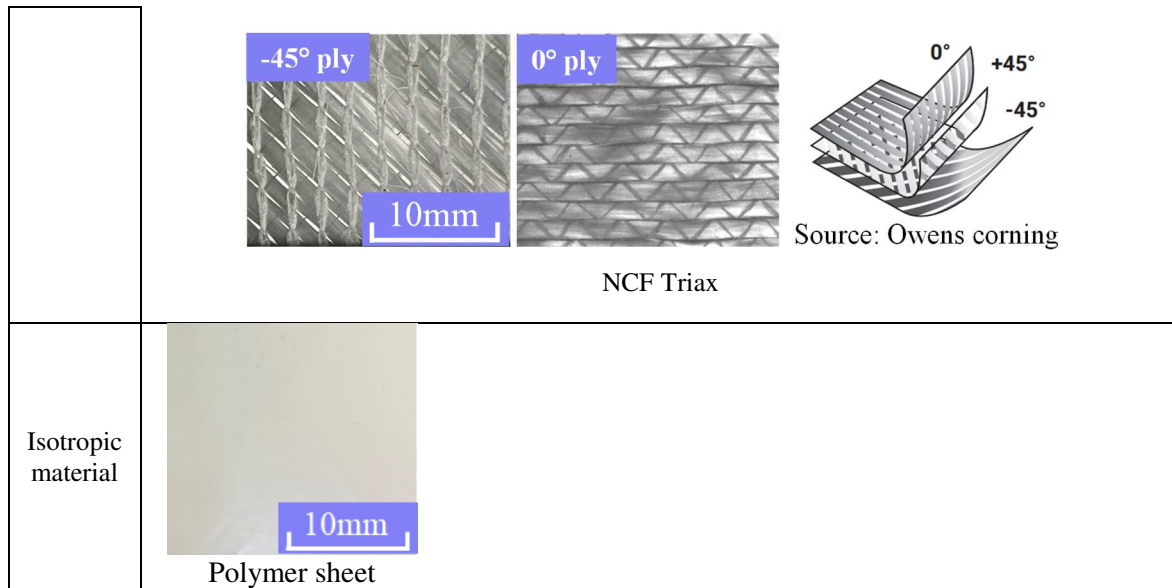 -45° ply
10mm
0° ply
0°
+45°
-45°
Source: Owens corning
NCF Triax
Isotropic
material
10mm
Polymer sheet